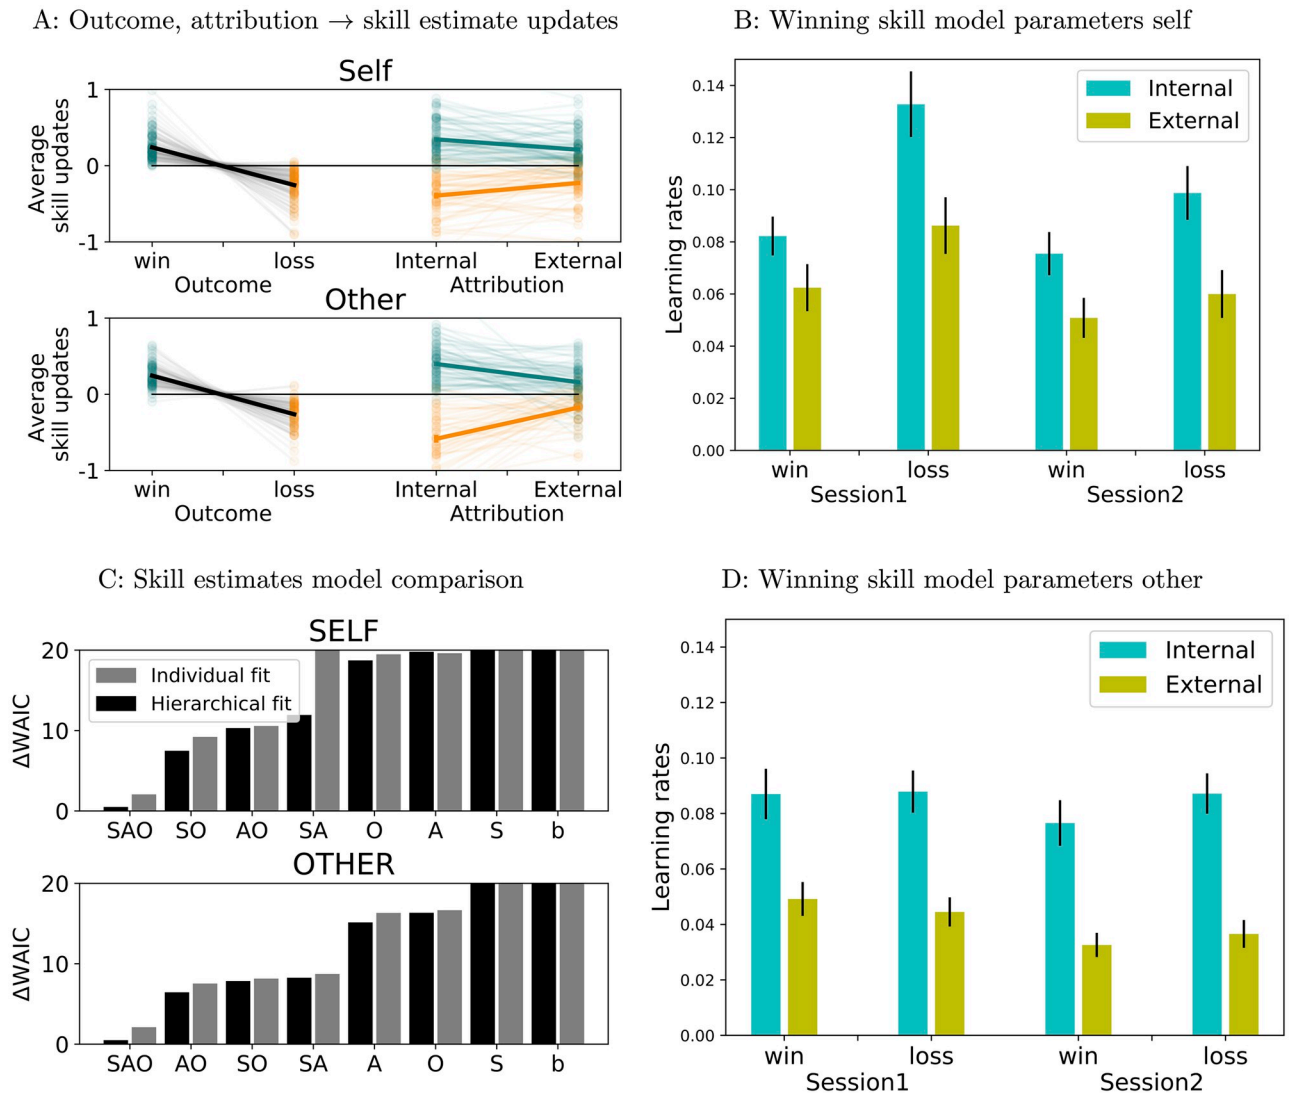 A: Outcome, attribution → skill estimate updates
Self
Average
skill updates
1
0
-1
win
loss
Internal
External
Outcome
Attribution
Other
Average
skill updates
1
0
-1
win
loss
Internal
External
Outcome
Attribution
B: Winning skill model parameters self
Learning rates
0.14
0.12
0.10
0.08
0.06
0.04
0.02
0.00
Internal
External
win
loss
win
loss
Session1
Session2
C: Skill estimates model comparison
SELF
ΔWAIC
20
10
0
Individual fit
Hierarchical fit
SAO
SO
AO
SA
O
A
S
b
OTHER
ΔWAIC
20
10
0
SAO
AO
SO
SA
A
O
S
b
D: Winning skill model parameters other
Learning rates
0.14
0.12
0.10
0.08
0.06
0.04
0.02
0.00
Internal
External
win
loss
win
loss
Session1
Session2